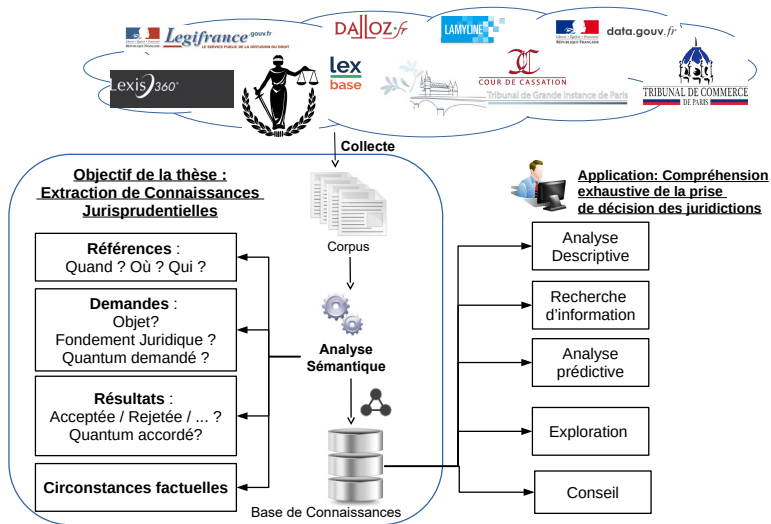 Legifrance.gouv.fr
LE SERVICE PUBLIC DE LA DIFFUSION DU DROIT
RÉPUBLIQUE FRANÇAISE
DALLOZ.fr
LAMYLINE
RÉPUBLIQUE FRANÇAISE
data.gouv.fr
Lexis 360°
lex
base
COUR DE CASSATION
Tribunal de Grande Instance de Paris
TRIBUNAL DE COMMERCE
DE PARIS
Collecte
Objectif de la thèse :
Extraction de Connaissances
Jurisprudentielles
Corpus
Application: Compréhension
exhaustive de la prise
de décision des juridictions
Références :
Quand ? Où ? Qui ?
Demandes :
Objet?
Fondement Juridique ?
Quantum demandé ?
Résultats :
Acceptée / Rejetée / ... ?
Quantum accordé?
Circonstances factuelles
Analyse
Sémantique
Base de Connaissances
Analyse
Descriptive
Recherche
d'information
Analyse
prédictive
Exploration
Conseil